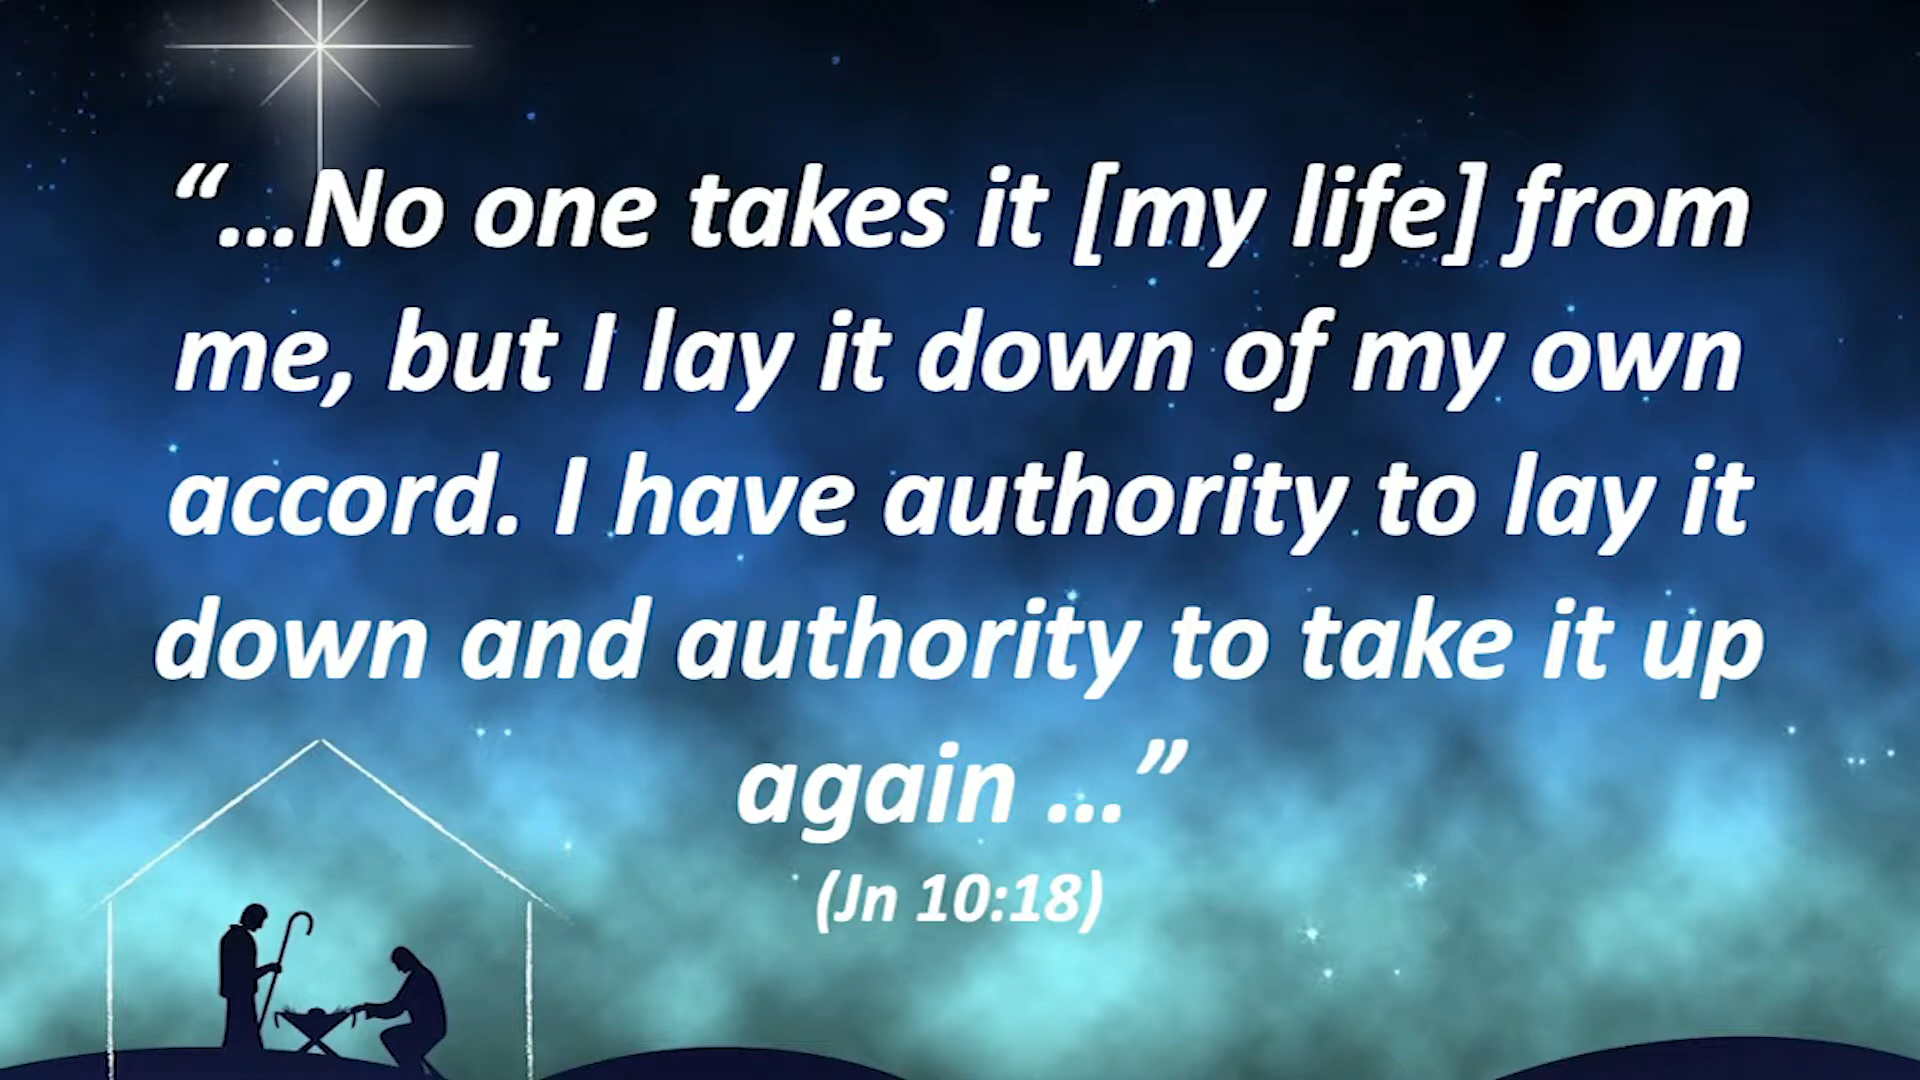 “...No one takes it [my life] from
me, but I lay it down of my own
accord. I have authority to lay it
down and authority to take it up
again ...”
(Jn 10:18)